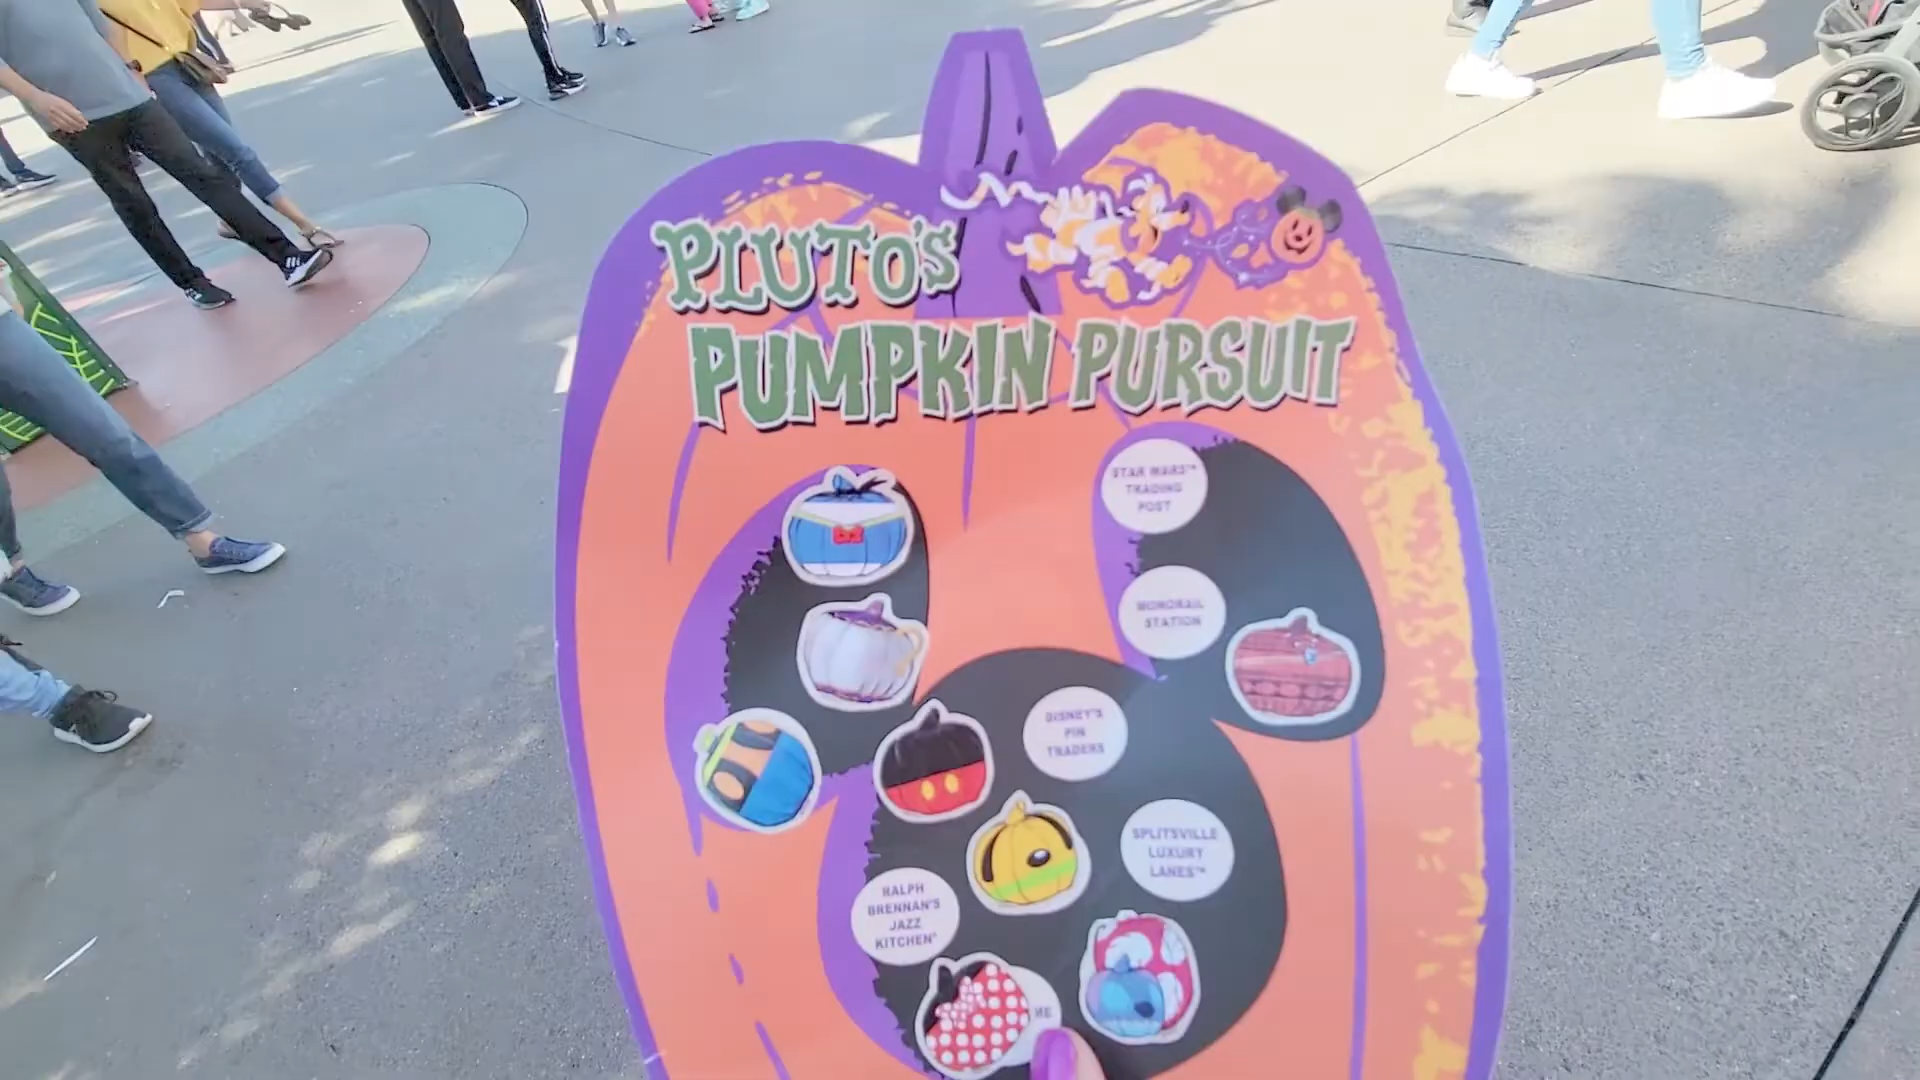 PLUTO'S
PUMPKIN PURSUIT
STAR WARS™
TRADING
POST
MONORAIL
STATION
DISNEY'S
PIN
TRADERS
SPLITSVILLE
LUXURY
LANES™
RALPH
BRENNAN'S
JAZZ
KITCHEN®